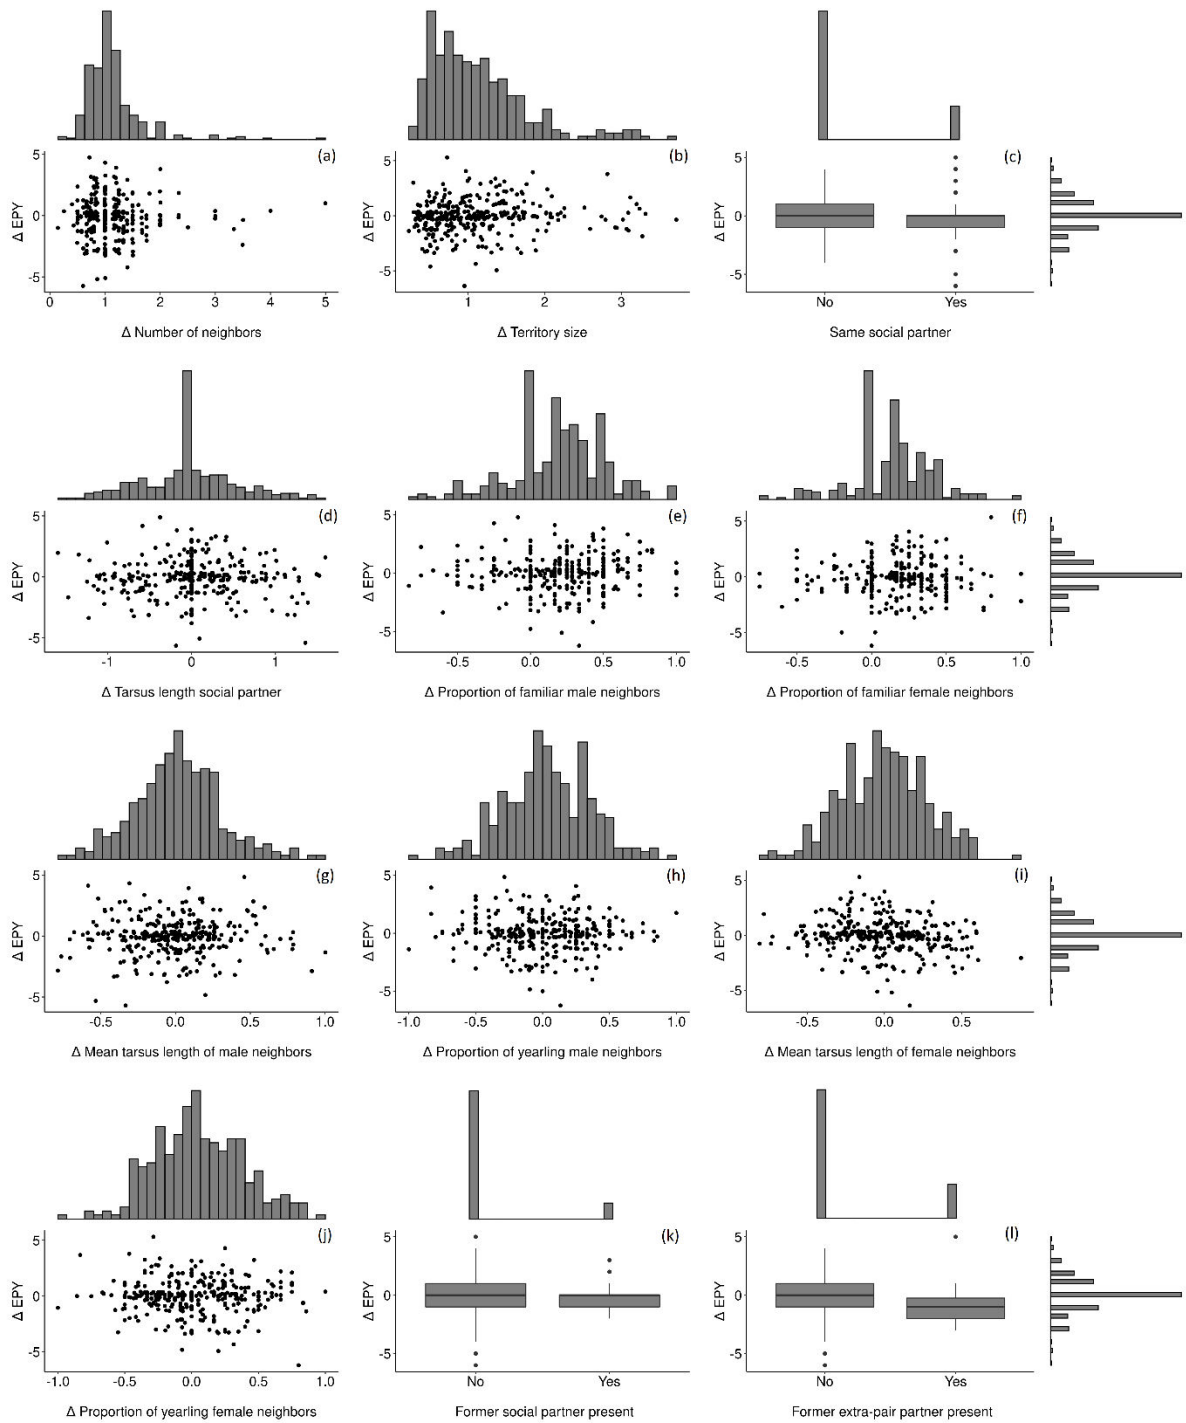 (a)
(b)
(c)
5
0
-5
Δ EPY
0 1 2 3 4 5
Δ Number of neighbors
5
0
-5
Δ EPY
1 2 3
Δ Territory size
5
0
-5
Δ EPY
No Yes
Same social partner
(d)
(e)
(f)
5
0
-5
Δ EPY
-1 0 1
Δ Tarsus length social partner
5
0
-5
Δ EPY
-0.5 0.0 0.5 1.0
Δ Proportion of familiar male neighbors
5
0
-5
Δ EPY
-0.5 0.0 0.5 1.0
Δ Proportion of familiar female neighbors
(g)
(h)
(i)
5
0
-5
Δ EPY
-0.5 0.0 0.5 1.0
Δ Mean tarsus length of male neighbors
5
0
-5
Δ EPY
-1.0 -0.5 0.0 0.5 1.0
Δ Proportion of yearling male neighbors
5
0
-5
Δ EPY
-0.5 0.0 0.5
Δ Mean tarsus length of female neighbors
(j)
(k)
(l)
5
0
-5
Δ EPY
-1.0 -0.5 0.0 0.5 1.0
Δ Proportion of yearling female neighbors
5
0
-5
Δ EPY
No Yes
Former social partner present
5
0
-5
Δ EPY
No Yes
Former extra-pair partner present